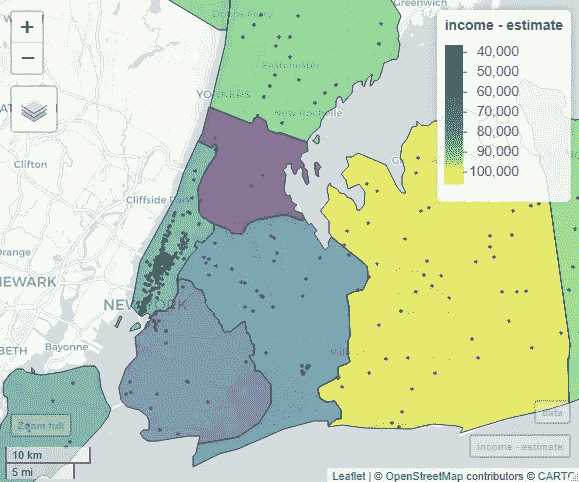 +
−
Dobbs Ferry
Greenwich
income - estimate
40,000
50,000
60,000
70,000
80,000
90,000
100,000
Eastchester
YONKERS
New Rochelle
Clifton
Cliffside Park
Orange
NEWARK
NEW YORK
BETH
Bayonne
Zoom full
10 km
5 mi
Data
income - estimate
Leaflet | © OpenStreetMap contributors © CARTO